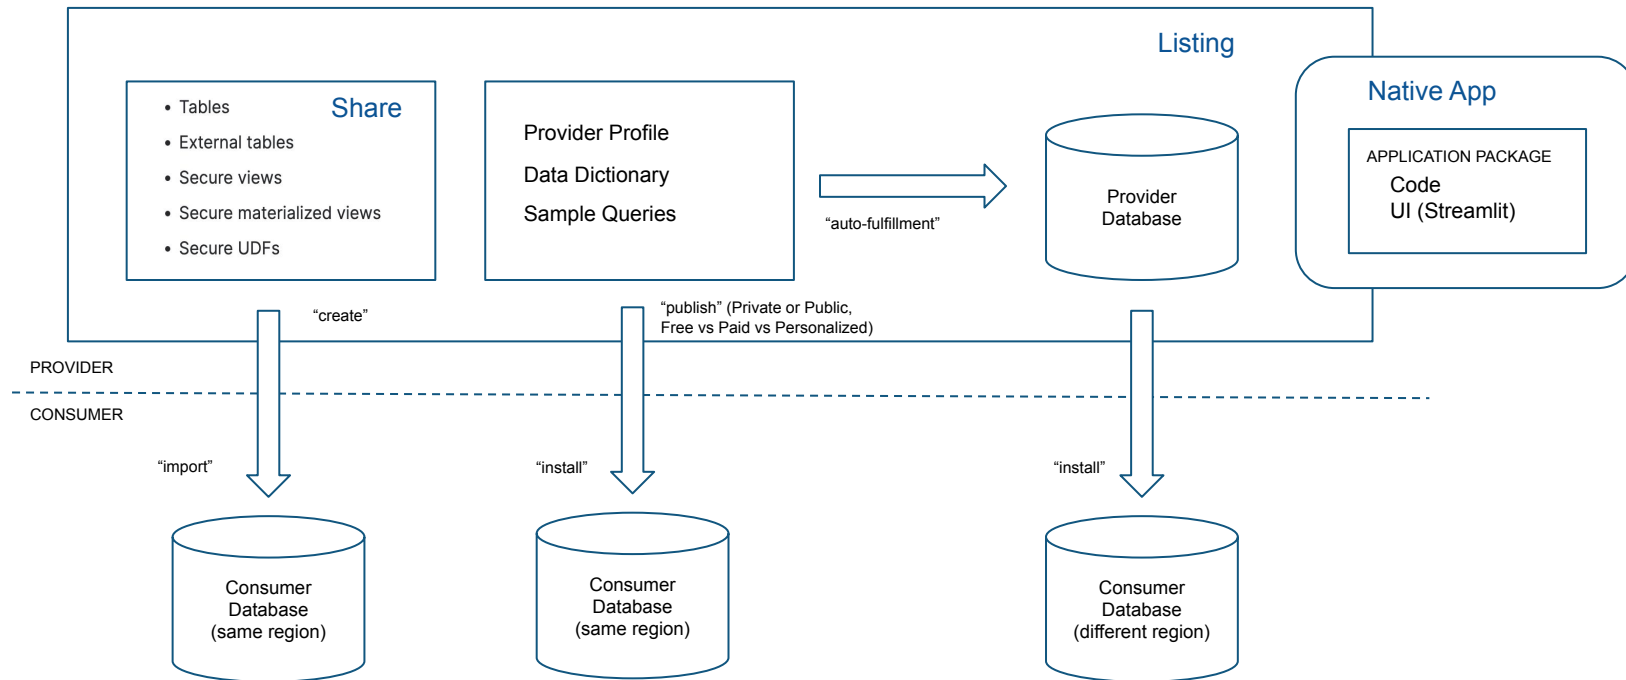 Listing
Share
• Tables
• External tables
• Secure views
• Secure materialized views
• Secure UDFs
Provider Profile
Data Dictionary
Sample Queries
“auto-fulfillment”
Provider
Database
Native App
APPLICATION PACKAGE
Code
UI (Streamlit)
“create”
“publish” (Private or Public,
Free vs Paid vs Personalized)
PROVIDER
CONSUMER
“import”
“install”
“install”
Consumer
Database
(same region)
Consumer
Database
(same region)
Consumer
Database
(different region)